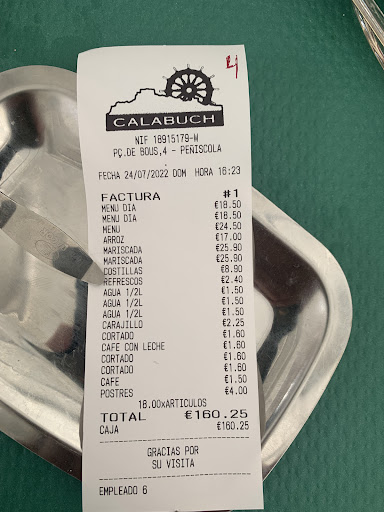 4
CALABUCH
NIF 18915179-W
PÇ.DE BOUS,4 - PEÑISCOLA
FECHA 24/07/2022 DOM HORA 16:23
FACTURA #1
MENU DIA €18.50
MENU DIA €18.50
MENU €24.50
ARROZ €17.00
MARISCADA €25.90
MARISCADA €25.90
COSTILLAS €8.90
REFRESCOS €2.40
AGUA 1/2L €1.50
AGUA 1/2L €1.50
AGUA 1/2L €1.50
CARAJILLO €2.25
CORTADO €1.60
CAFE CON LECHE €1.60
CORTADO €1.60
CORTADO €1.60
CAFE €1.50
POSTRES €4.00
18.00xARTICULOS
TOTAL €160.25
CAJA €160.25
GRACIAS POR
SU VISITA
EMPLEADO 6